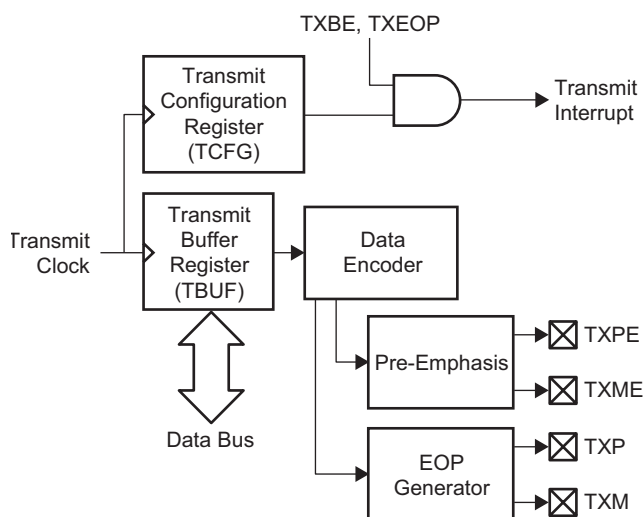 TXBE, TXEOP
Transmit
Configuration
Register
(TCFG)
Transmit
Interrupt
Transmit
Clock
Transmit
Buffer
Register
(TBUF)
Data
Encoder
Data Bus
Pre-Emphasis
TXPE
TXME
EOP
Generator
TXP
TXM